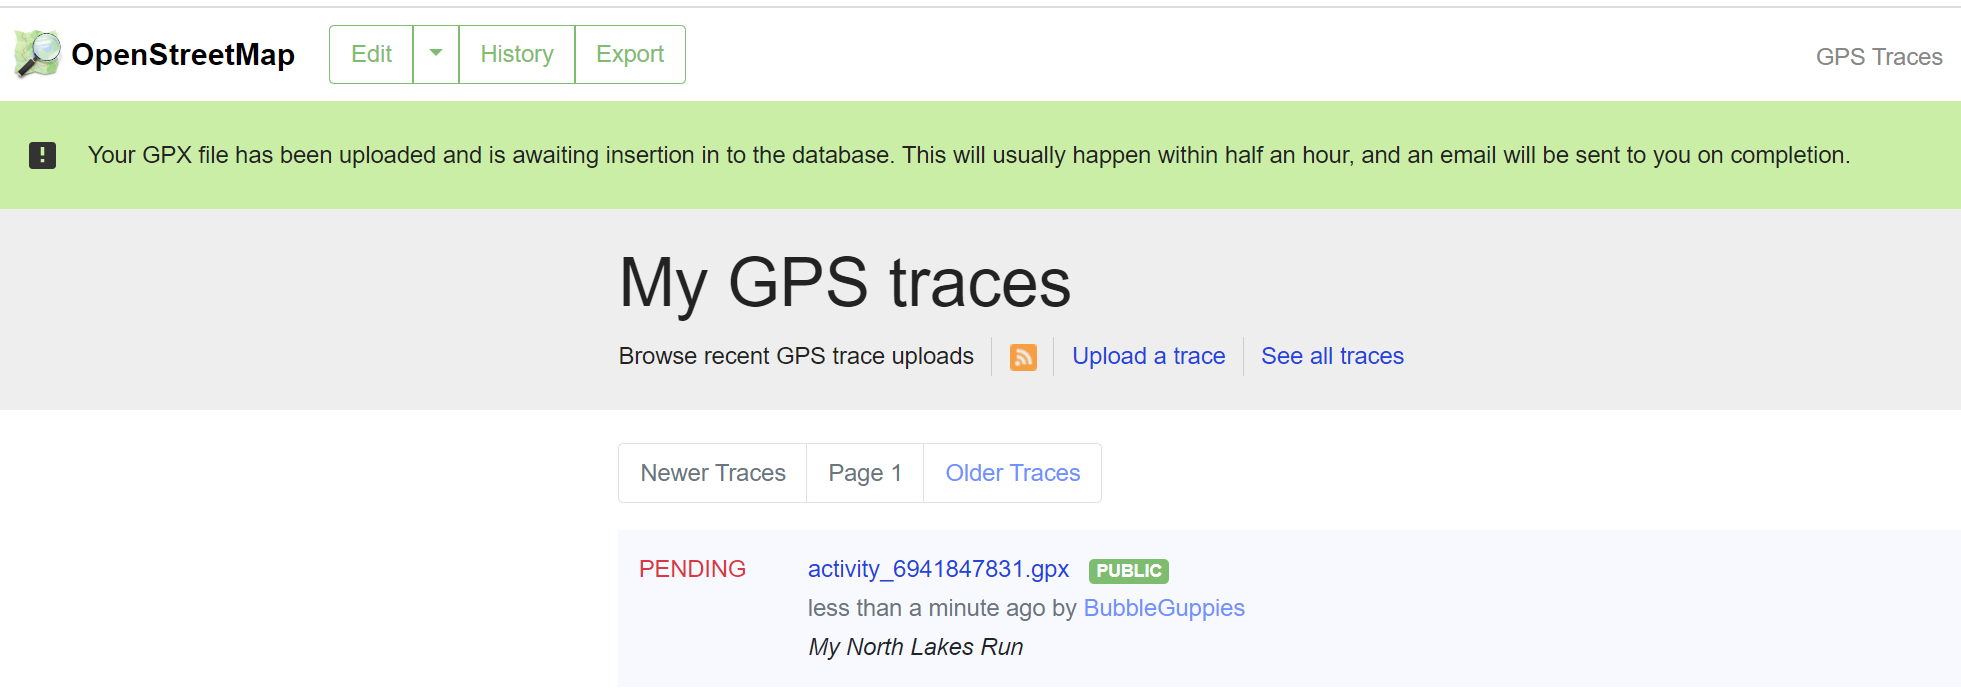 OpenStreetMap Edit History Export GPS Traces
Your GPX file has been uploaded and is awaiting insertion in to the database. This will usually happen within half an hour, and an email will be sent to you on completion.
My GPS traces
Browse recent GPS trace uploads Upload a trace See all traces
Newer Traces Page 1 Older Traces
PENDING activity_6941847831.gpx PUBLIC
less than a minute ago by BubbleGuppies
My North Lakes Run